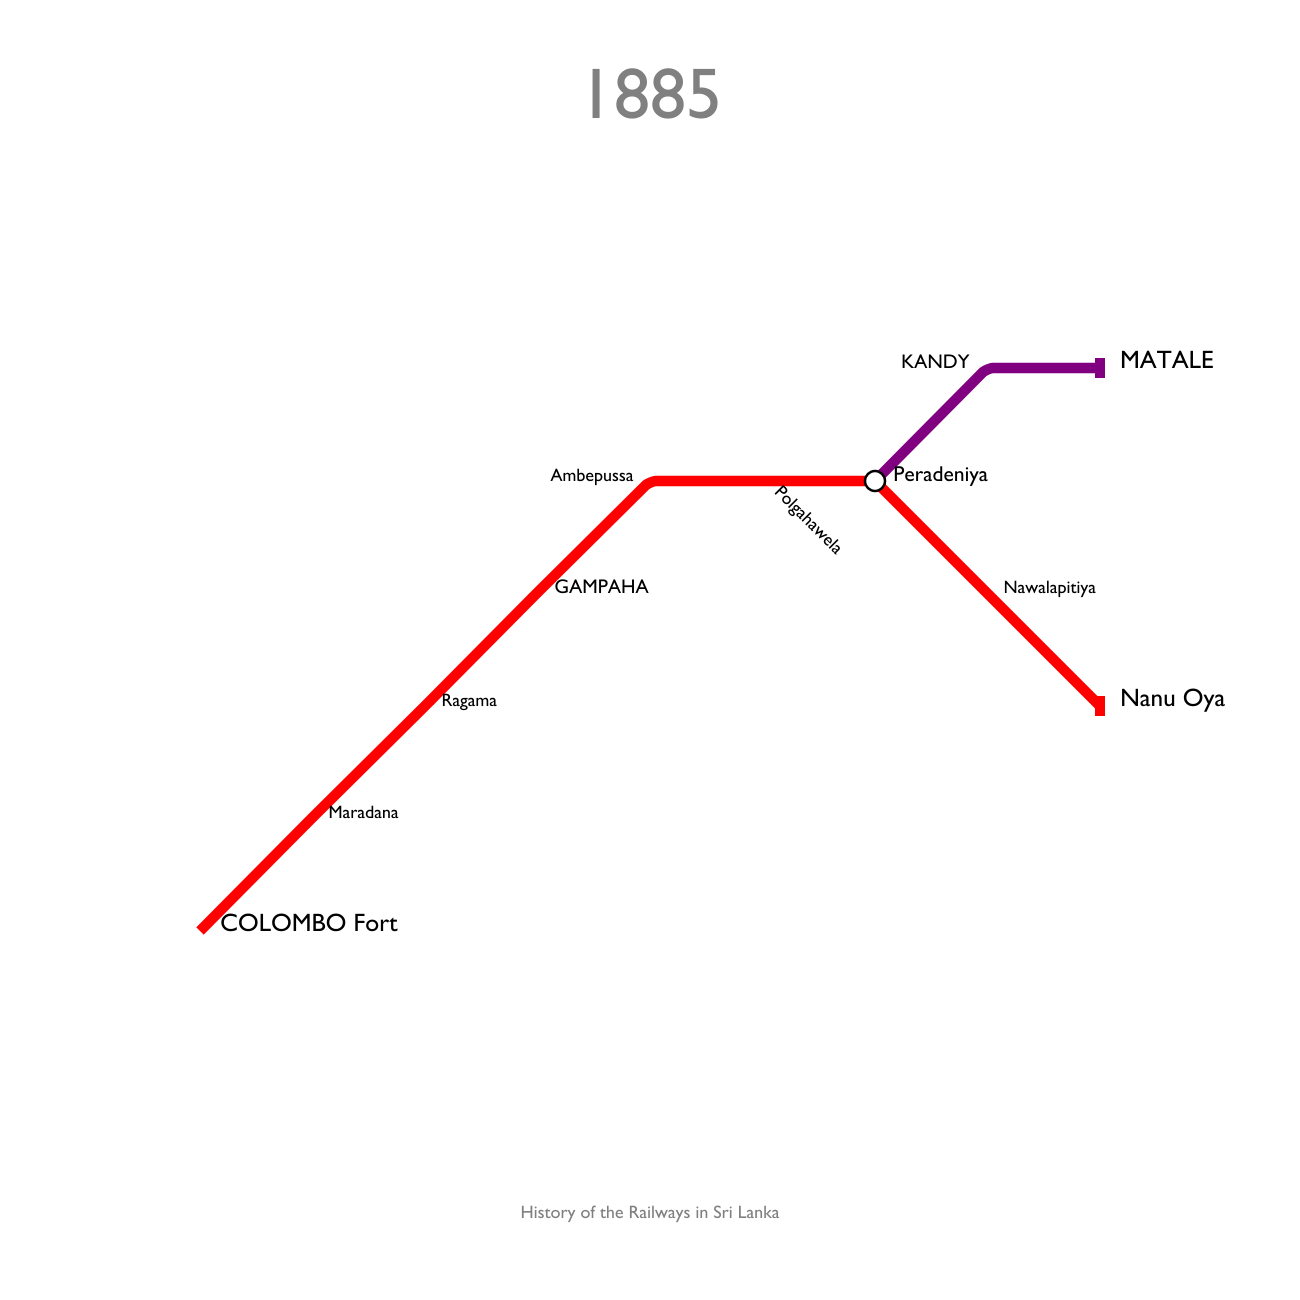 1885
KANDY
MATALE
Ambepussa
Peradeniya
Polgahawela
GAMPAHA
Nawalapitiya
Ragama
Nanu Oya
Maradana
COLOMBO Fort
History of the Railways in Sri Lanka